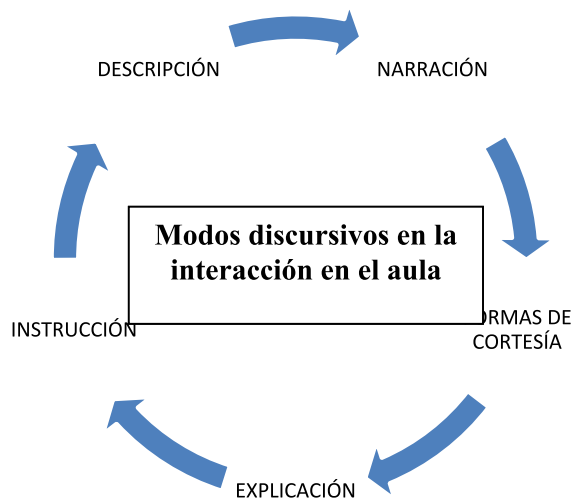 DESCRIPCIÓN
NARRACIÓN
Modos discursivos en la
interacción en el aula
INSTRUCCIÓN
ORMAS DE
CORTESÍA
EXPLICACIÓN